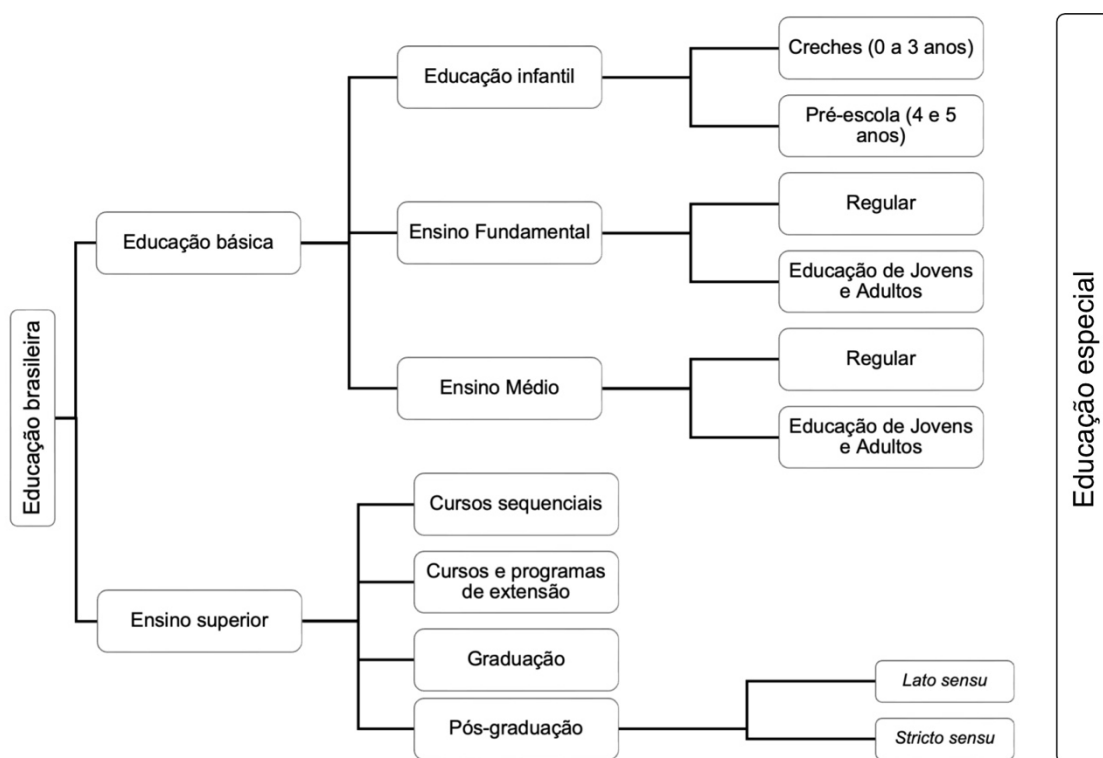 Educação brasileira
Educação básica
Educação infantil
Creches (0 a 3 anos)
Pré-escola (4 e 5
anos)
Ensino Fundamental
Regular
Educação de Jovens
e Adultos
Ensino Médio
Regular
Educação de Jovens
e Adultos
Ensino superior
Cursos sequenciais
Cursos e programas
de extensão
Graduação
Pós-graduação
Lato sensu
Stricto sensu
Educação especial